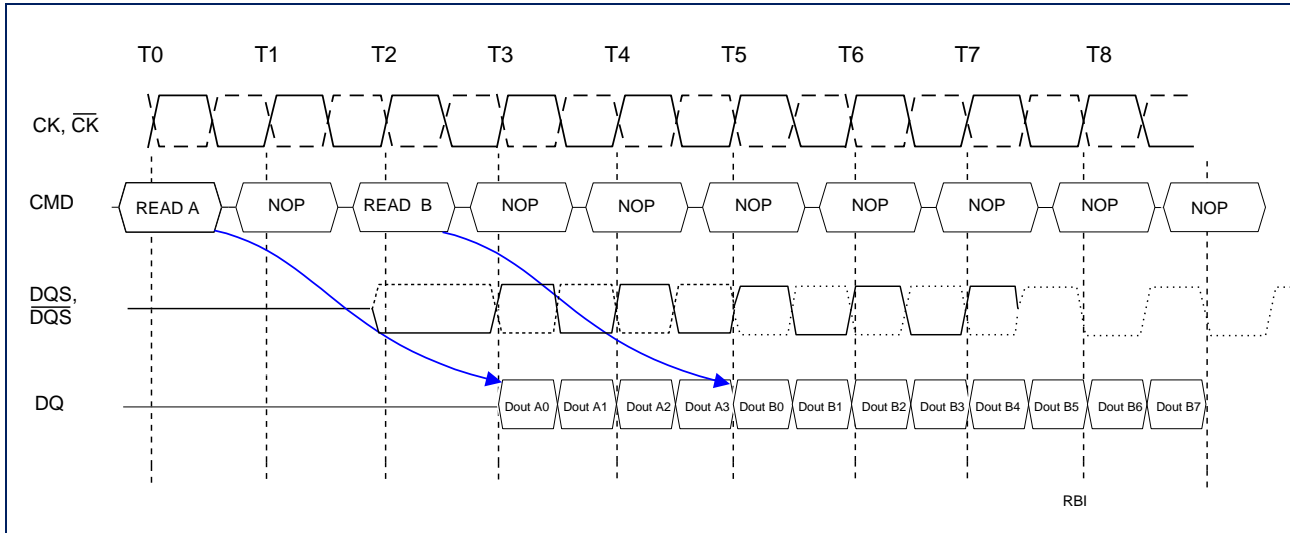 T0 T1 T2 T3 T4 T5 T6 T7 T8
CK, C̅K̅
CMD READ A NOP READ B NOP NOP NOP NOP NOP NOP NOP
DQS,
D̅Q̅S̅
DQ Dout A0 Dout A1 Dout A2 Dout A3 Dout B0 Dout B1 Dout B2 Dout B3 Dout B4 Dout B5 Dout B6 Dout B7
RBI